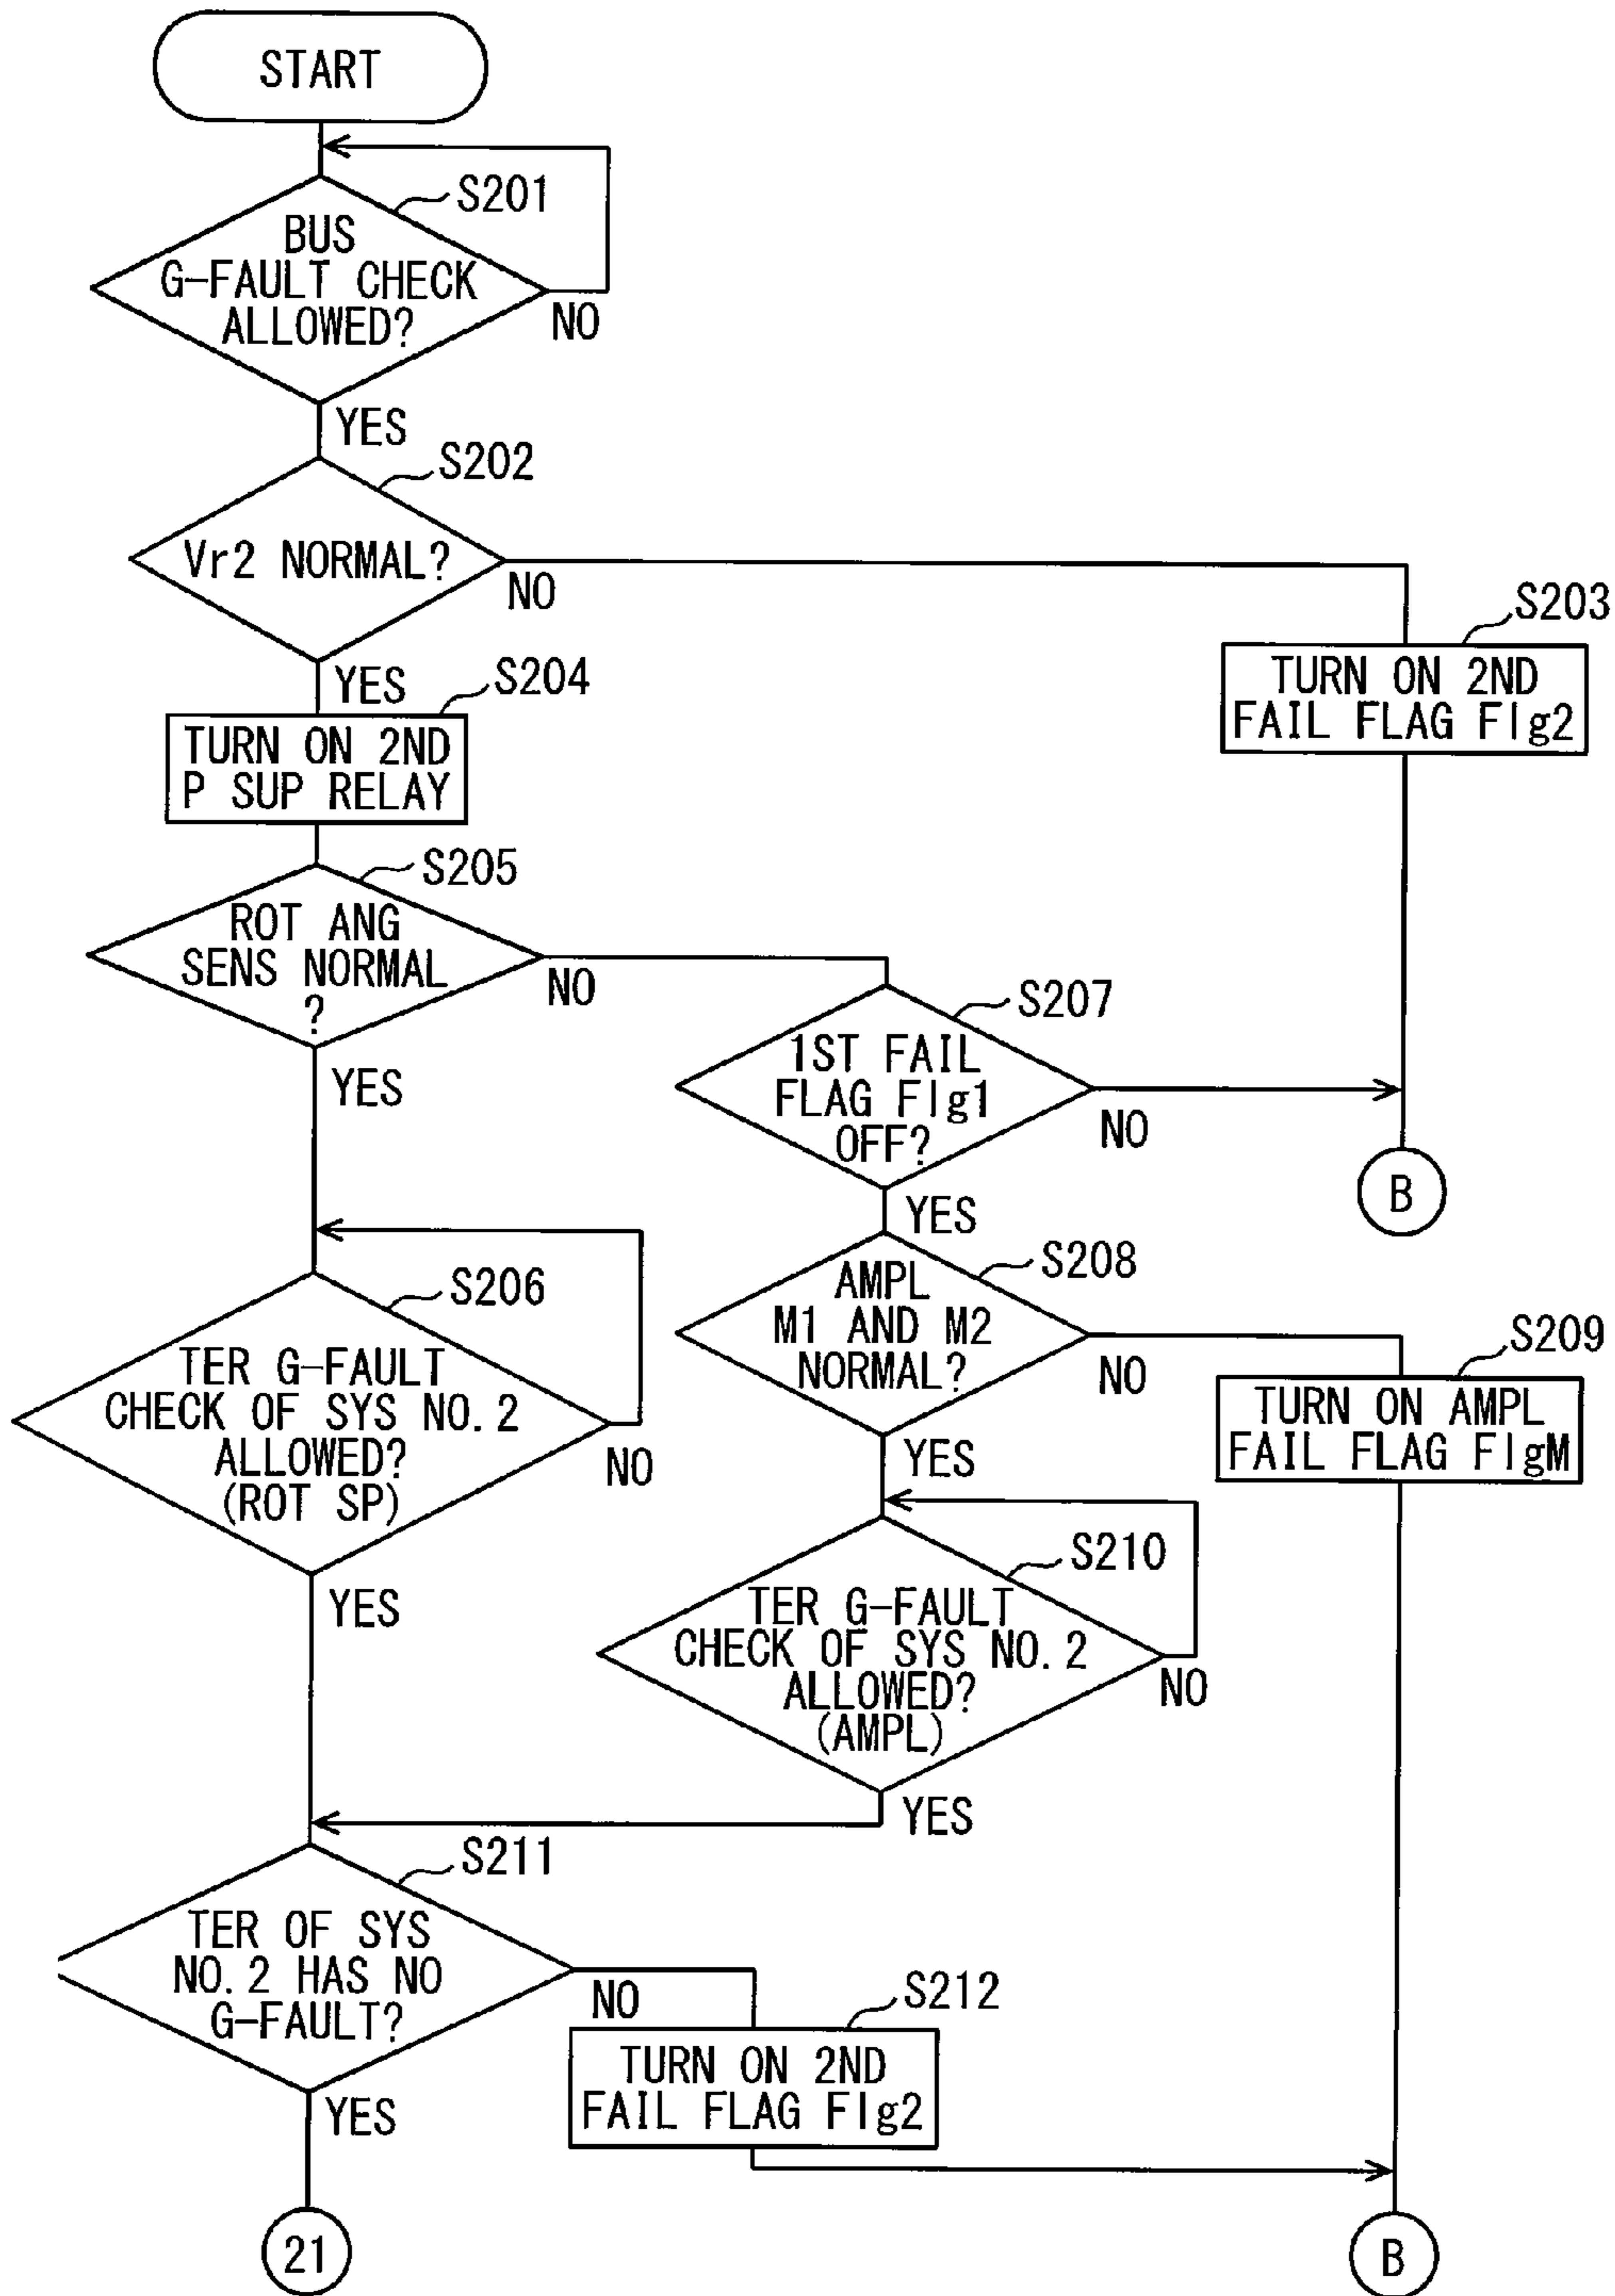 START
S201
BUS
G-FAULT CHECK
ALLOWED?
NO
YES
S202
Vr2 NORMAL?
NO
S203
TURN ON 2ND
FAIL FLAG Flg2
YES
S204
TURN ON 2ND
P SUP RELAY
S205
ROT ANG
SENS NORMAL
?
NO
YES
S207
1ST FAIL
FLAG Flg1
OFF?
NO
B
YES
S206
TER G-FAULT
CHECK OF SYS NO.2
ALLOWED?
(ROT SP)
NO
YES
S208
AMPL
M1 AND M2
NORMAL?
NO
S209
TURN ON AMPL
FAIL FLAG FlgM
YES
S210
TER G-FAULT
CHECK OF SYS NO.2
ALLOWED?
(AMPL)
NO
YES
S211
TER OF SYS
NO.2 HAS NO
G-FAULT?
NO
S212
TURN ON 2ND
FAIL FLAG Flg2
YES
21
B